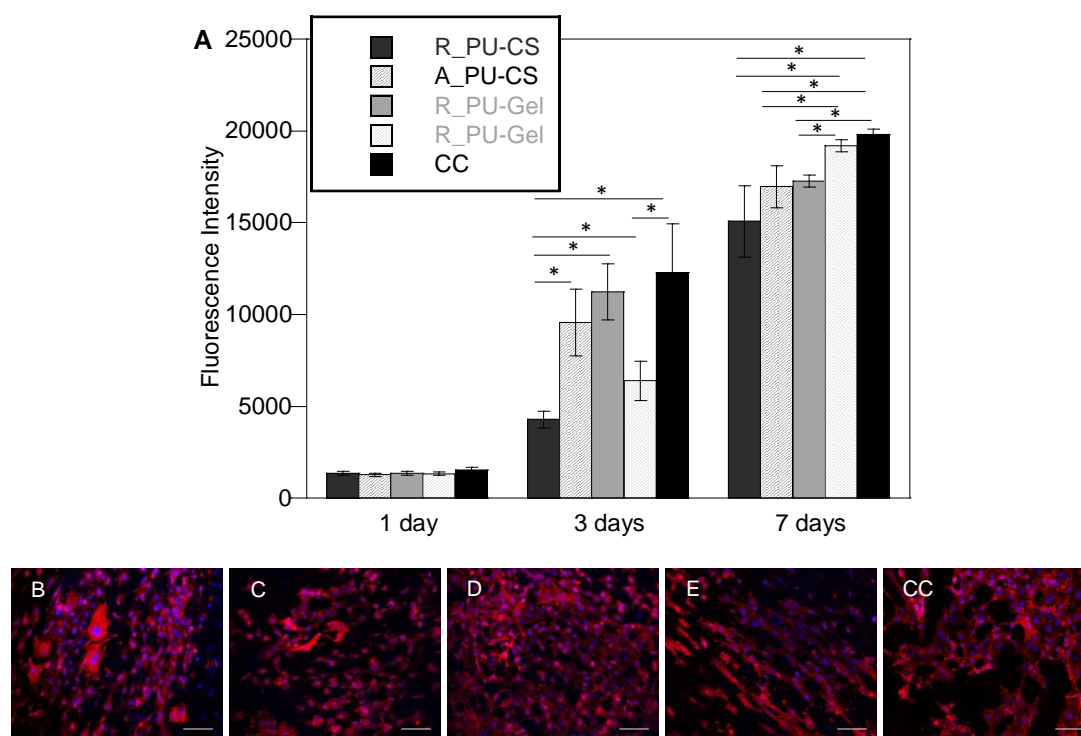 A
25000
R_PU-CS
A_PU-CS
R_PU-Gel
R_PU-Gel
CC
20000
15000
10000
5000
0
Fluorescence Intensity
* * * * * *
* * * * *
1 day 3 days 7 days
B C D E CC